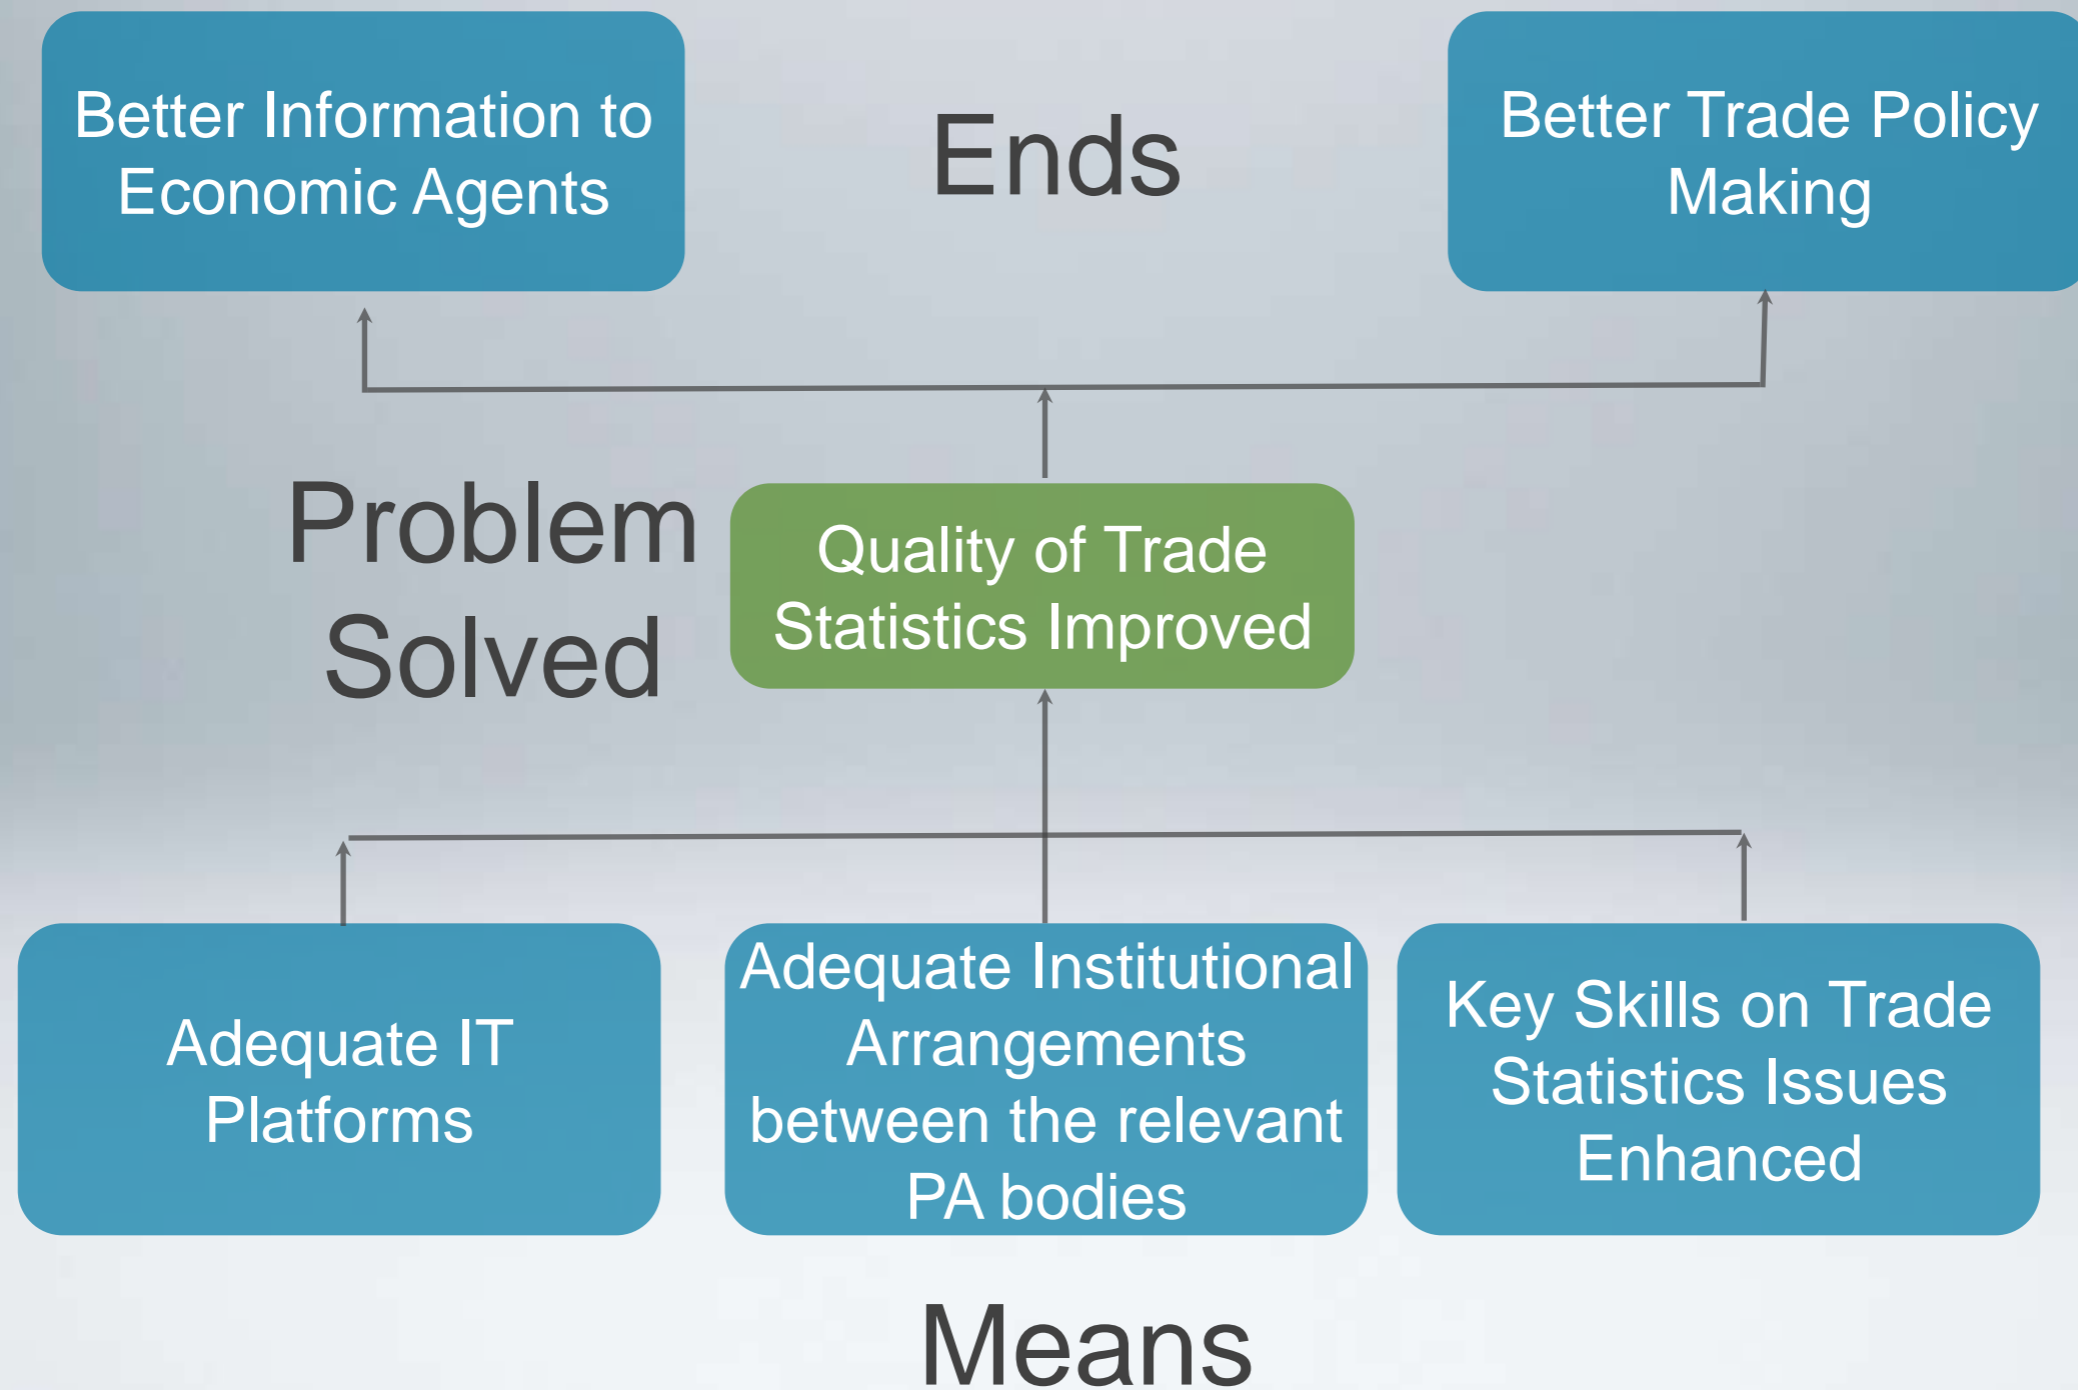 Better Information to
Economic Agents
Ends
Better Trade Policy
Making
Problem
Solved
Quality of Trade
Statistics Improved
Adequate IT
Platforms
Adequate Institutional
Arrangements
between the relevant
PA bodies
Key Skills on Trade
Statistics Issues
Enhanced
Means